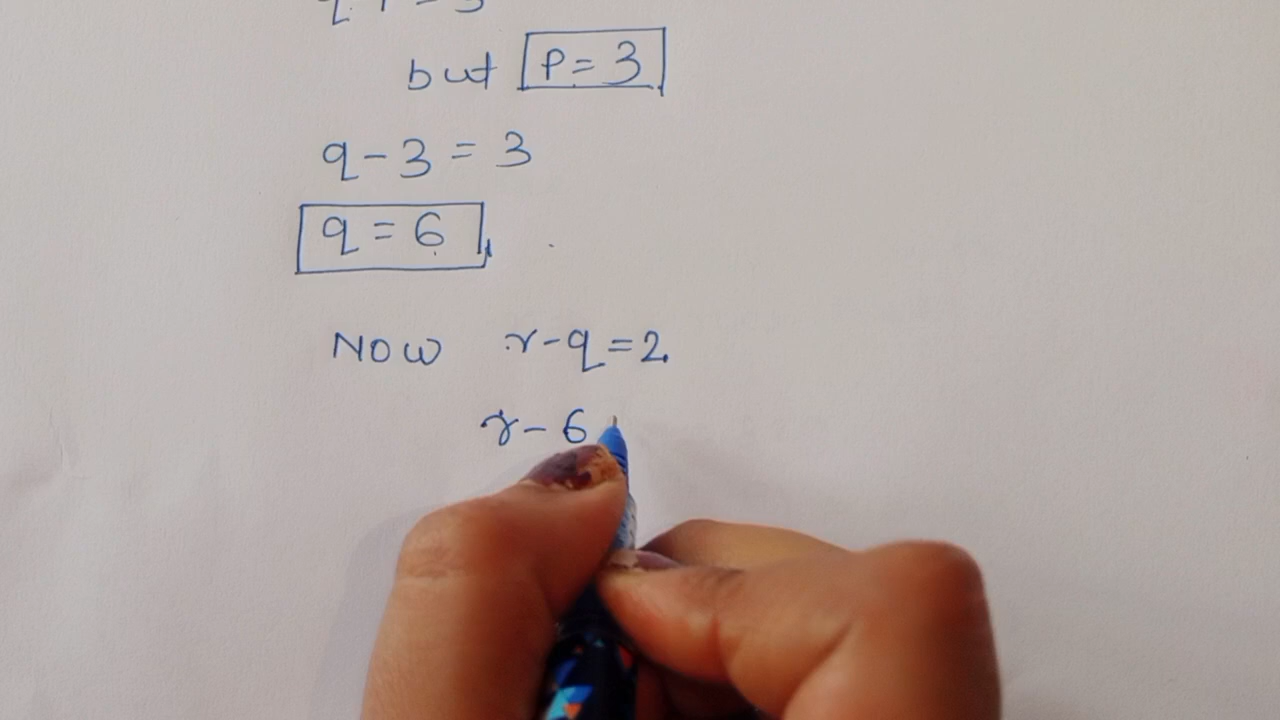 but P = 3
q - 3 = 3
q = 6
NOW r - q = 2
r - 6